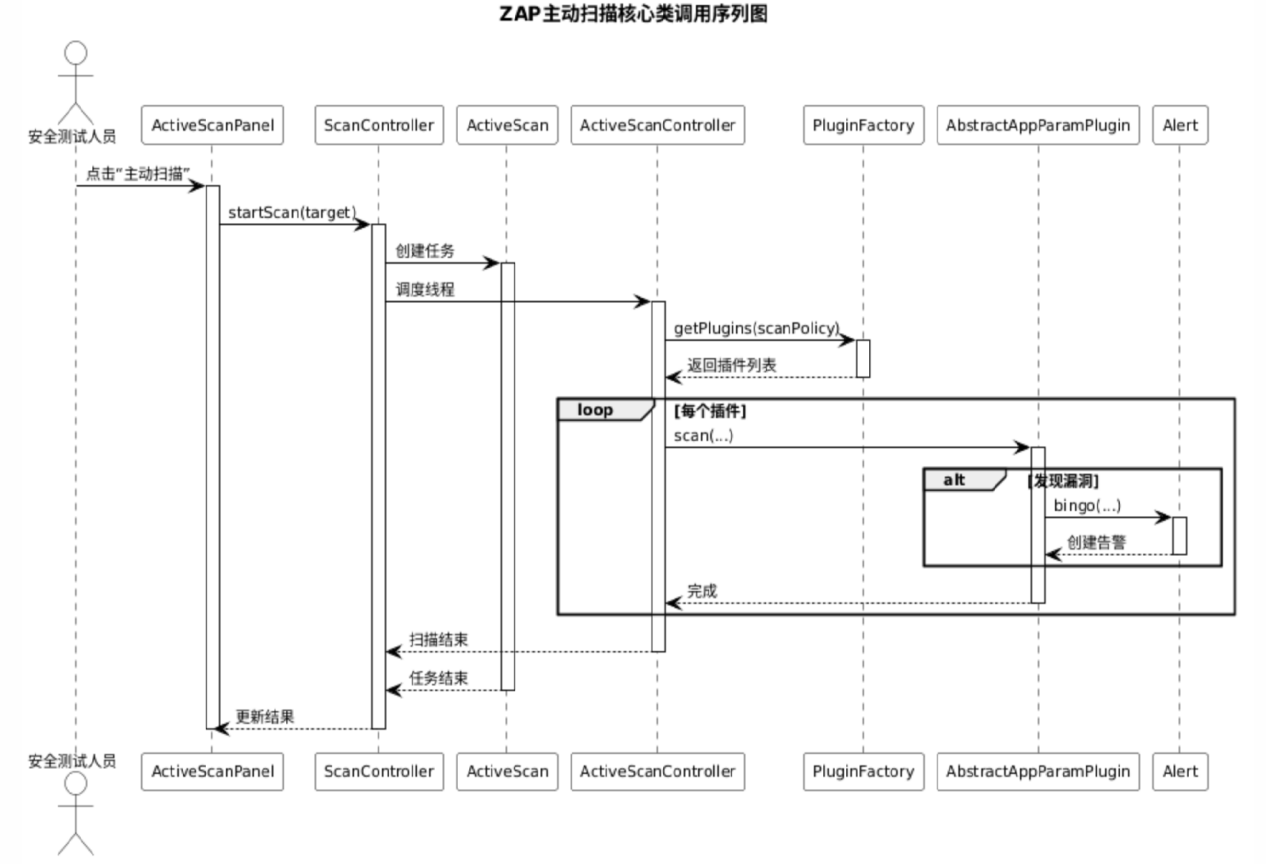 ZAP主动扫描核心类调用序列图
安全测试人员
ActiveScanPanel
ScanController
ActiveScan
ActiveScanController
PluginFactory
AbstractAppParamPlugin
Alert
点击“主动扫描”
startScan(target)
创建任务
调度线程
getPlugins(scanPolicy)
返回插件列表
loop
[每个插件]
scan(...)
alt
[发现漏洞]
bingo(...)
创建告警
完成
扫描结束
任务结束
更新结果
安全测试人员
ActiveScanPanel
ScanController
ActiveScan
ActiveScanController
PluginFactory
AbstractAppParamPlugin
Alert